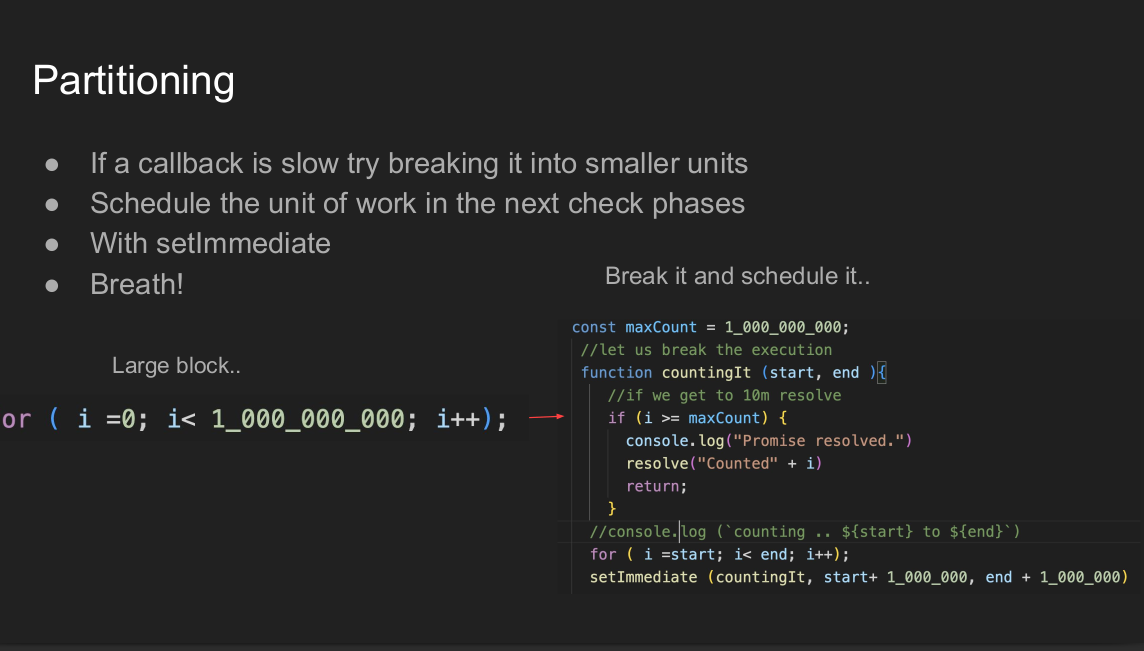 Partitioning
● If a callback is slow try breaking it into smaller units
● Schedule the unit of work in the next check phases
● With setImmediate
● Breath!
Large block..
or ( i =0; i< 1_000_000_000; i++);
Break it and schedule it..
const maxCount = 1_000_000_000;
//let us break the execution
function countingIt (start, end ){
//if we get to 10m resolve
if (i >= maxCount) {
console.log("Promise resolved.")
resolve("Counted" + i)
return;
}
//console.log (`counting .. ${start} to ${end}`)
for ( i =start; i< end; i++);
setImmediate (countingIt, start+ 1_000_000, end + 1_000_000)